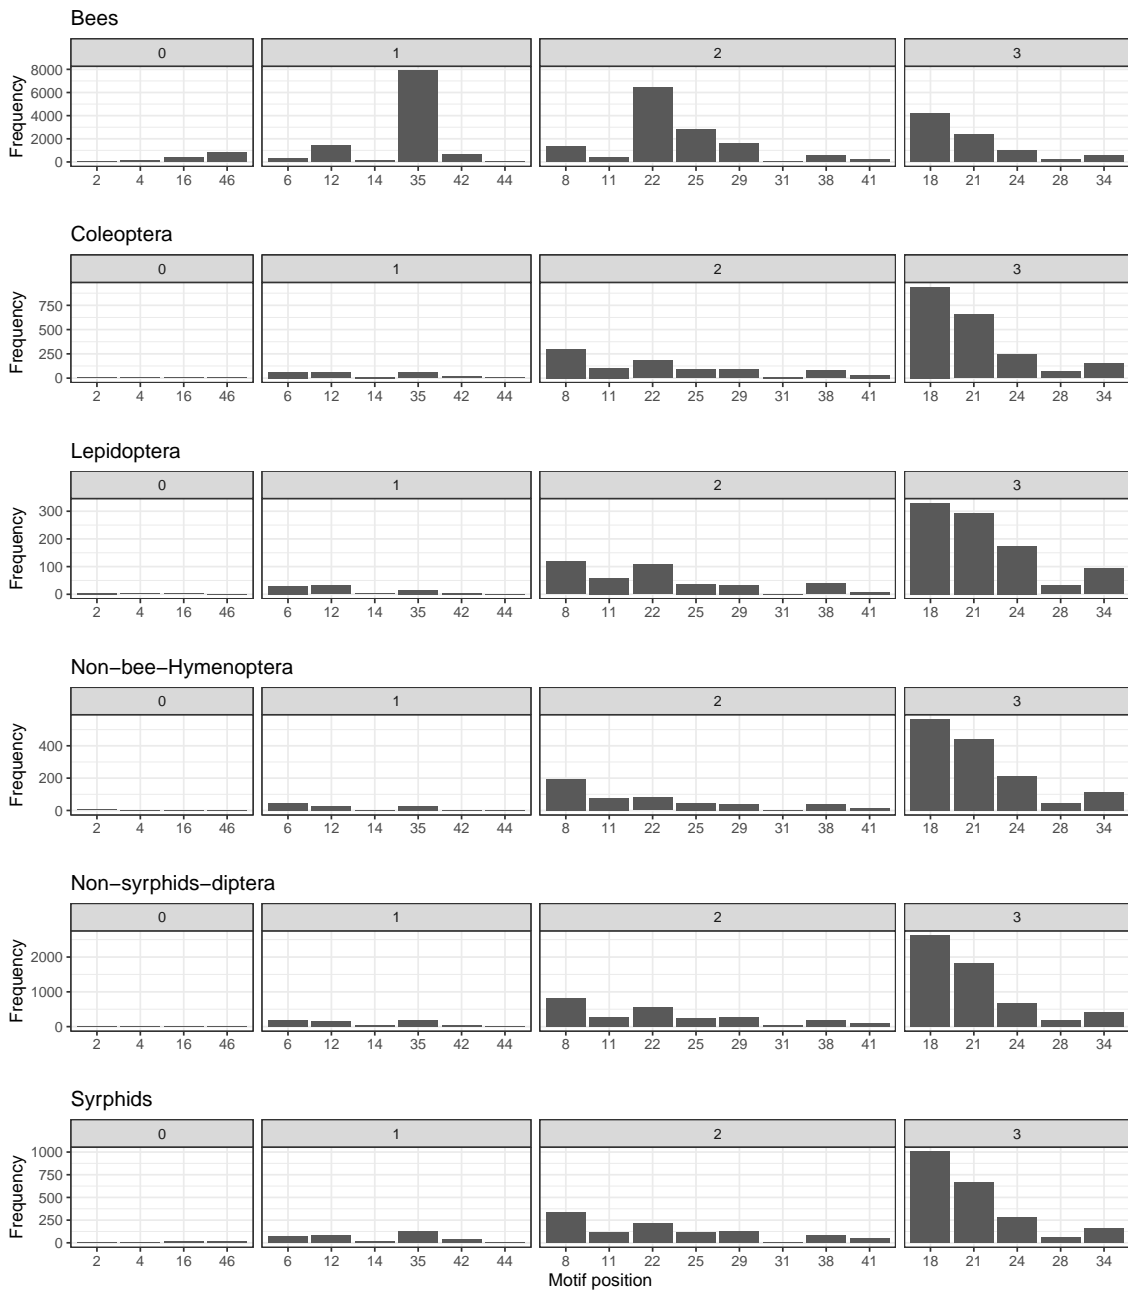 Bees
0 1 2 3
Frequency
8000
6000
4000
2000
0
2 4 16 46 6 12 14 35 42 44 8 11 22 25 29 31 38 41 18 21 24 28 34
Coleoptera
0 1 2 3
Frequency
750
500
250
0
2 4 16 46 6 12 14 35 42 44 8 11 22 25 29 31 38 41 18 21 24 28 34
Lepidoptera
0 1 2 3
Frequency
300
200
100
0
2 4 16 46 6 12 14 35 42 44 8 11 22 25 29 31 38 41 18 21 24 28 34
Non−bee−Hymenoptera
0 1 2 3
Frequency
400
200
0
2 4 16 46 6 12 14 35 42 44 8 11 22 25 29 31 38 41 18 21 24 28 34
Non−syrphids−diptera
0 1 2 3
Frequency
2000
1000
0
2 4 16 46 6 12 14 35 42 44 8 11 22 25 29 31 38 41 18 21 24 28 34
Syrphids
0 1 2 3
Frequency
1000
750
500
250
0
2 4 16 46 6 12 14 35 42 44 8 11 22 25 29 31 38 41 18 21 24 28 34
Motif position